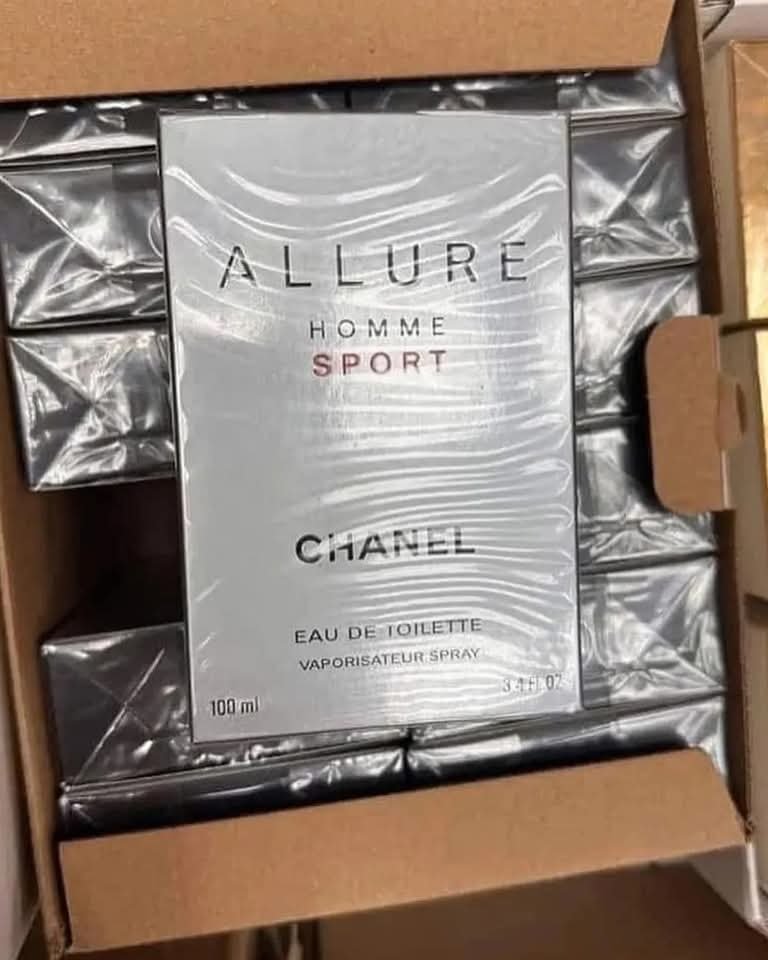 ALLURE
HOMME
SPORT
CHANEL
EAU DE TOILETTE
VAPORISATEUR SPRAY
100 ml
3.4 FL.OZ